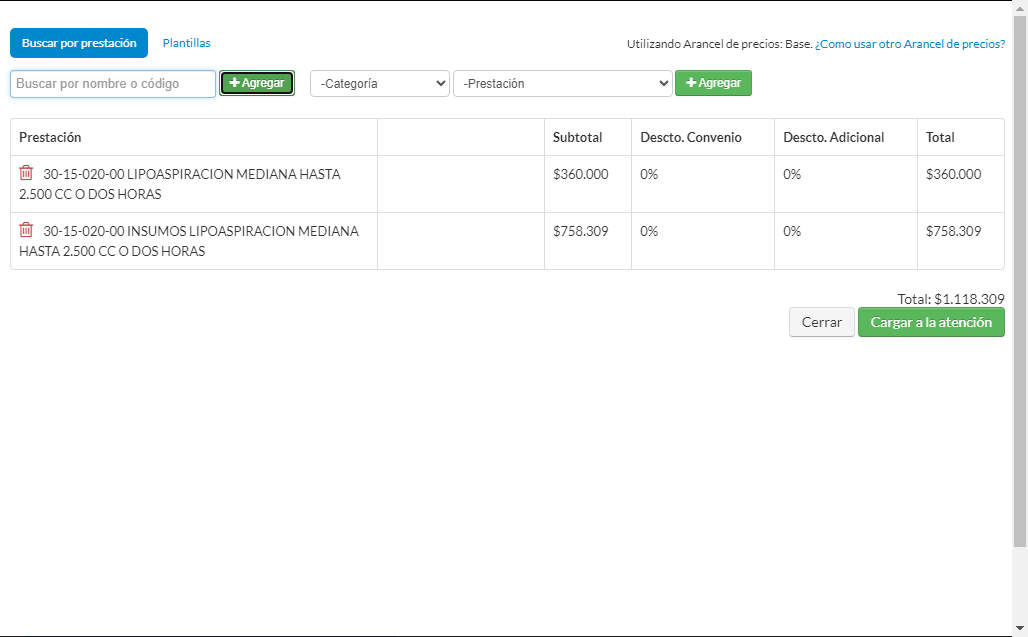 Buscar por prestación Plantillas Utilizando Arancel de precios: Base. ¿Como usar otro Arancel de precios?
Buscar por nombre o código + Agregar -Categoría -Prestación + Agregar
Prestación Subtotal Descto. Convenio Descto. Adicional Total
30-15-020-00 LIPOASPIRACION MEDIANA HASTA $360.000 0% 0% $360.000
2.500 CC O DOS HORAS
30-15-020-00 INSUMOS LIPOASPIRACION MEDIANA $758.309 0% 0% $758.309
HASTA 2.500 CC O DOS HORAS
Total: $1.118.309
Cerrar Cargar a la atención